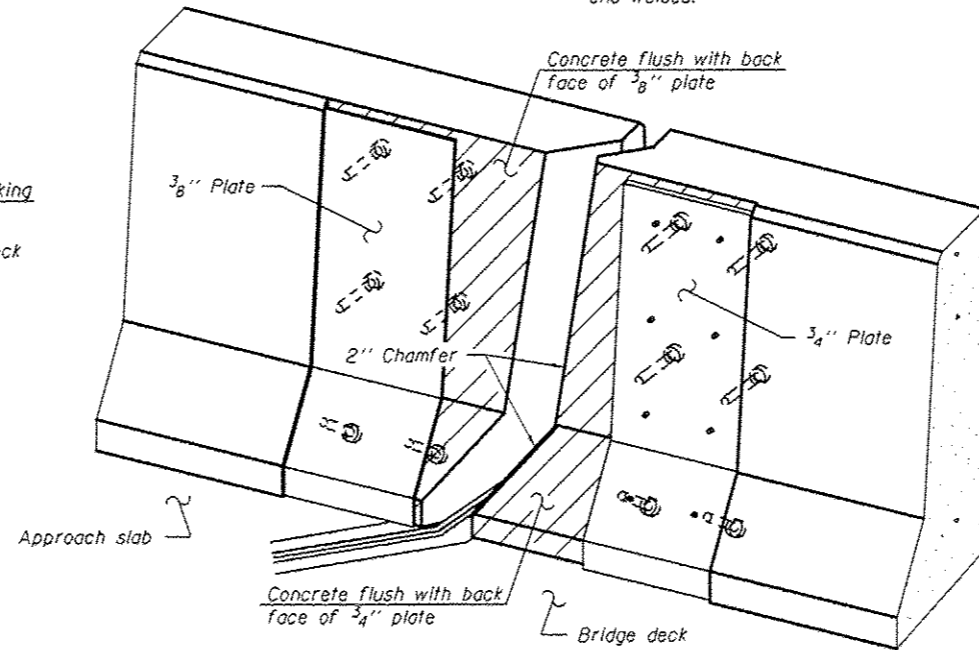 Concrete flush with back
face of 3/8'' plate
3/8'' Plate
2'' Chamfer
3/4'' Plate
Approach slab
Concrete flush with back
face of 3/4'' plate
Bridge deck